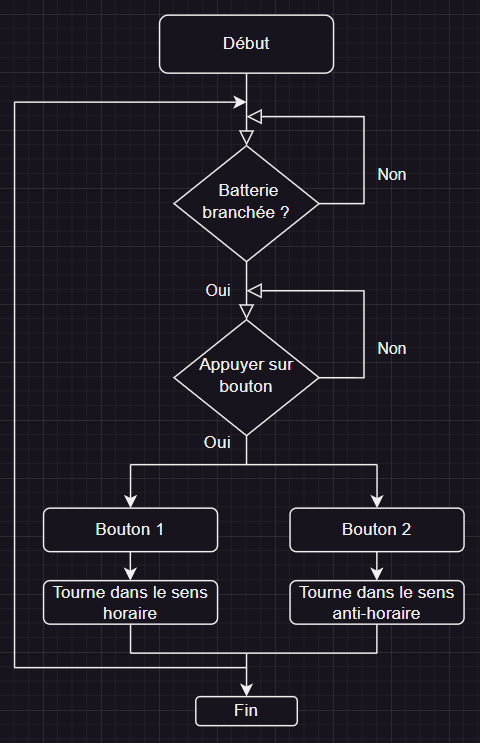 Début
Non
Batterie
branchée ?
Oui
Non
Appuyer sur
bouton
Oui
Bouton 1
Bouton 2
Tourne dans le sens
horaire
Tourne dans le sens
anti-horaire
Fin